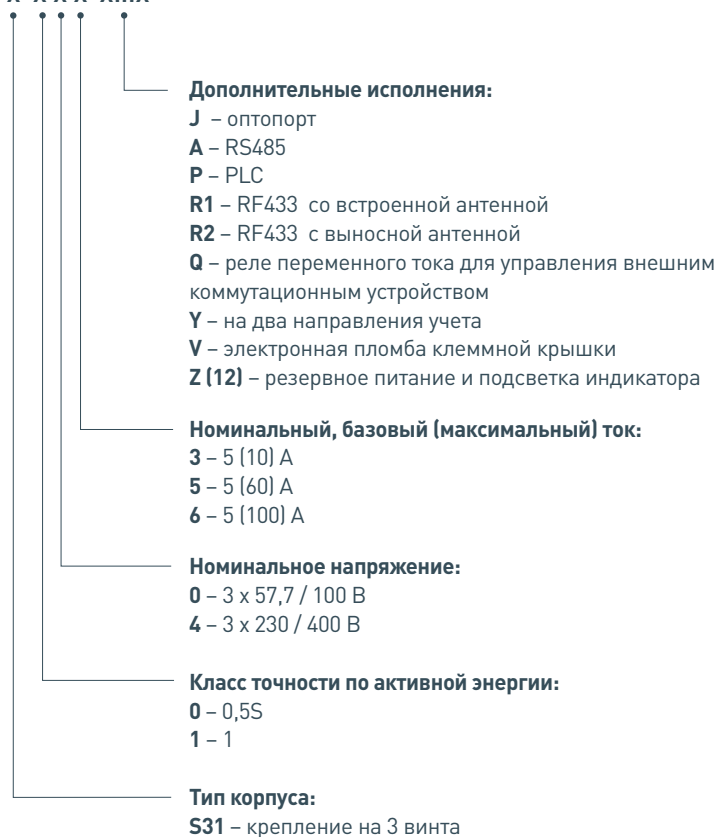 Дополнительные исполнения:
J – оптопорт
A – RS485
P – PLC
R1 – RF433 со встроенной антенной
R2 – RF433 с выносной антенной
Q – реле переменного тока для управления внешним
коммутационным устройством
Y – на два направления учета
V – электронная пломба клеммной крышки
Z (12) – резервное питание и подсветка индикатора
Номинальный, базовый (максимальный) ток:
3 – 5 (10) А
5 – 5 (60) А
6 – 5 (100) А
Номинальное напряжение:
0 – 3 x 57,7 / 100 В
4 – 3 x 230 / 400 В
Класс точности по активной энергии:
0 – 0,5S
1 – 1
Тип корпуса:
S31 – крепление на 3 винта